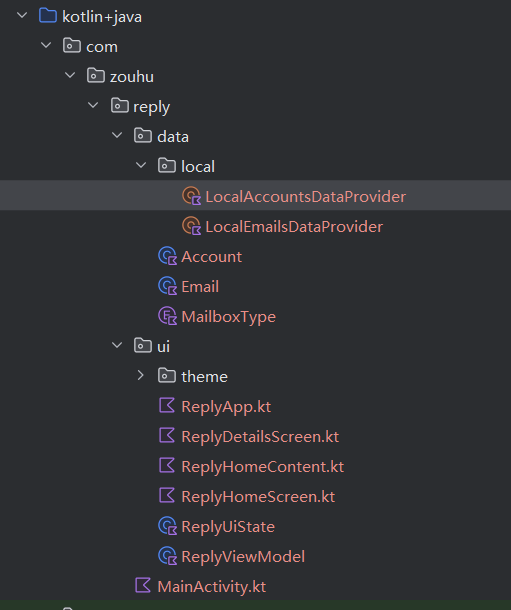 kotlin+java
com
zouhu
reply
data
local
LocalAccountsDataProvider
LocalEmailsDataProvider
Account
Email
MailboxType
ui
theme
ReplyApp.kt
ReplyDetailsScreen.kt
ReplyHomeContent.kt
ReplyHomeScreen.kt
ReplyUiState
ReplyViewModel
MainActivity.kt